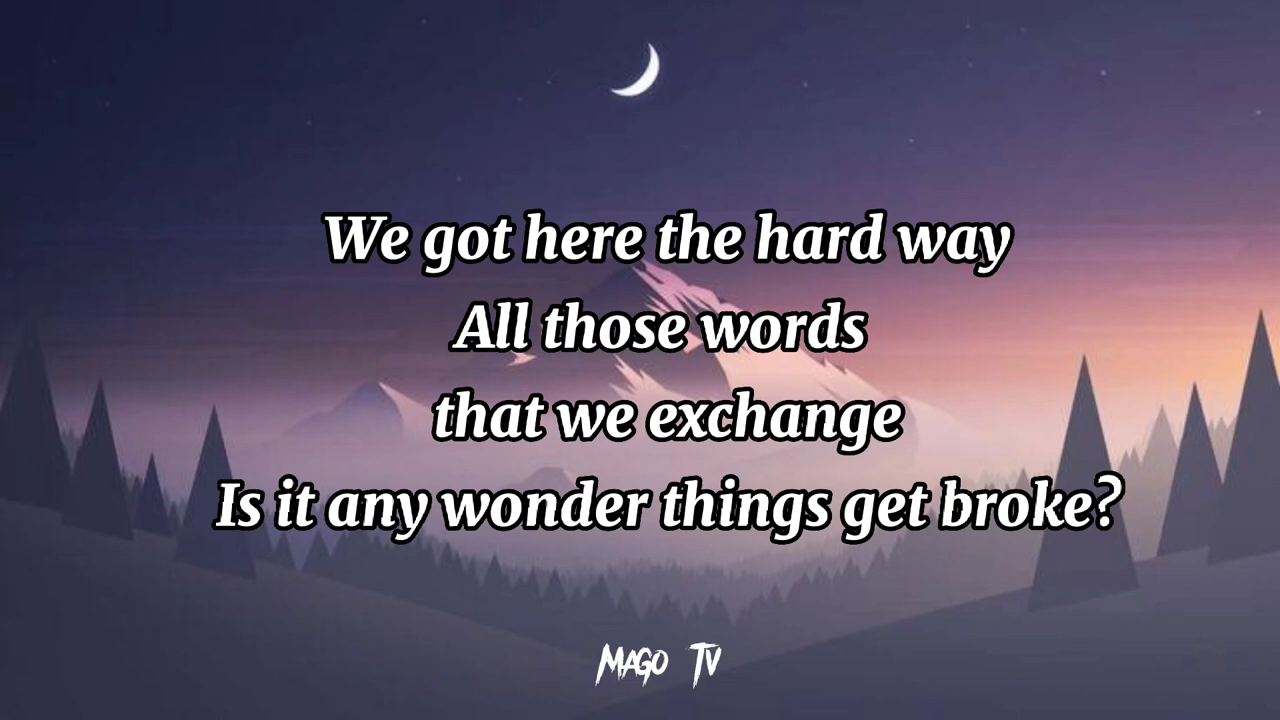 We got here the hard way
All those words
that we exchange
Is it any wonder things get broke?
MAGO TV